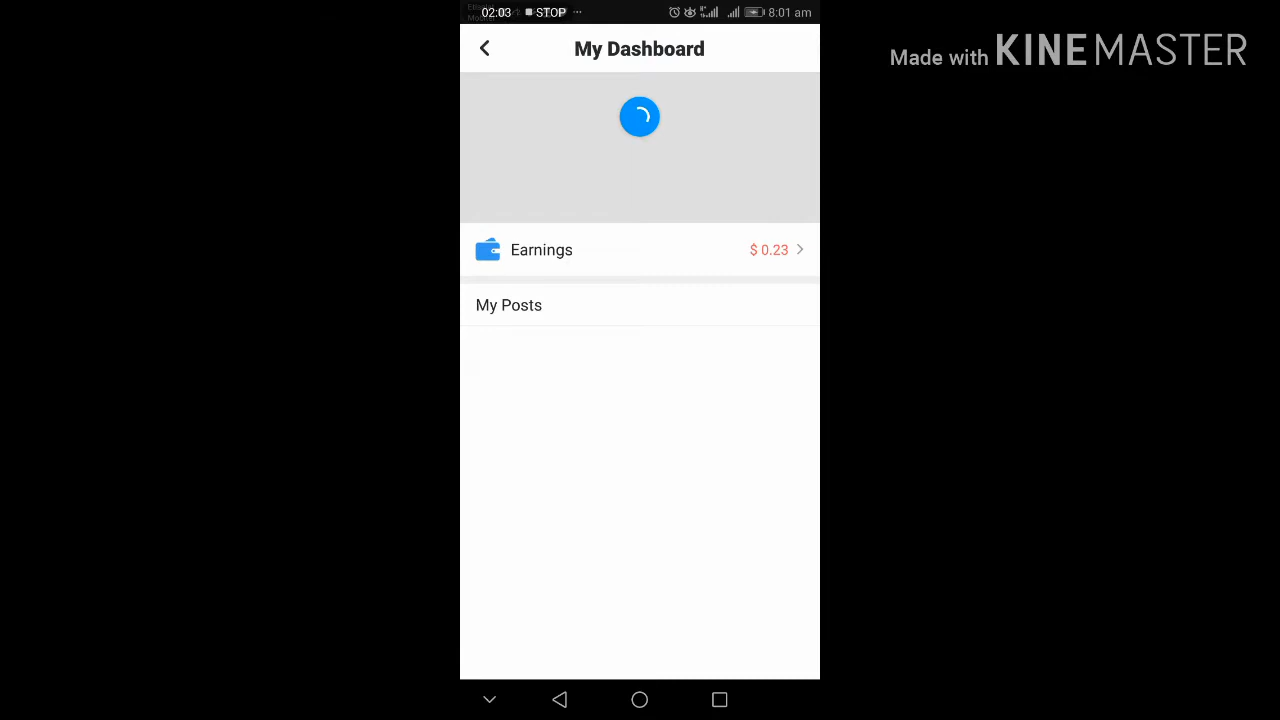 02:03 STOP ... 8:01 am
My Dashboard
Made with KINEMASTER
Earnings $ 0.23
My Posts